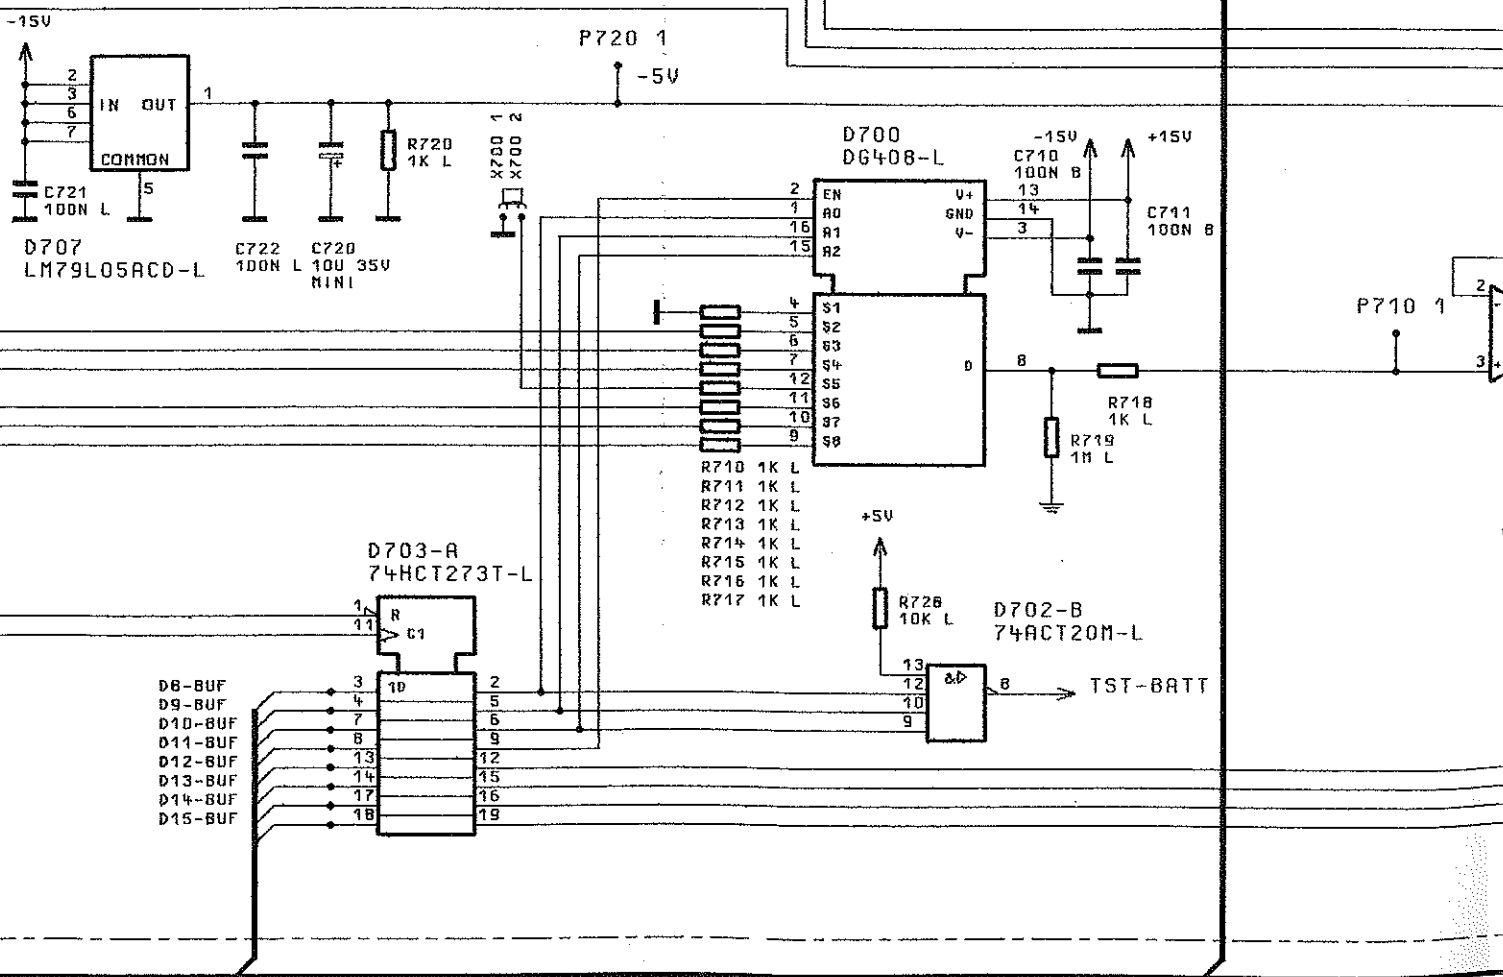 -15V
2
3
6
7
IN OUT
1
COMMON
5
C721
100N L
D707
LM79L05ACD-L
C722
100N L
C720
10U 35V
MINI
R720
1K L
P720 1
-5V
X700 1
X700 2
D700
DG408-L
2 EN
1 A0
16 A1
15 A2
V+ 13
GND 14
V- 3
-15V
+15V
C710
100N B
C711
100N B
4 S1
5 S2
6 S3
7 S4
12 S5
11 S6
10 S7
9 S8
D 8
R710 1K L
R711 1K L
R712 1K L
R713 1K L
R714 1K L
R715 1K L
R716 1K L
R717 1K L
R718
1K L
R719
1M L
P710 1
2
-
3
+
D703-A
74HCT273T-L
1 R
11 C1
D8-BUF 3 1D 2
D9-BUF 4 5
D10-BUF 7 6
D11-BUF 8 9
D12-BUF 13 12
D13-BUF 14 15
D14-BUF 17 16
D15-BUF 18 19
+5V
R728
10K L
D702-B
74ACT20M-L
13
12
10
9
&
8
TST-BATT